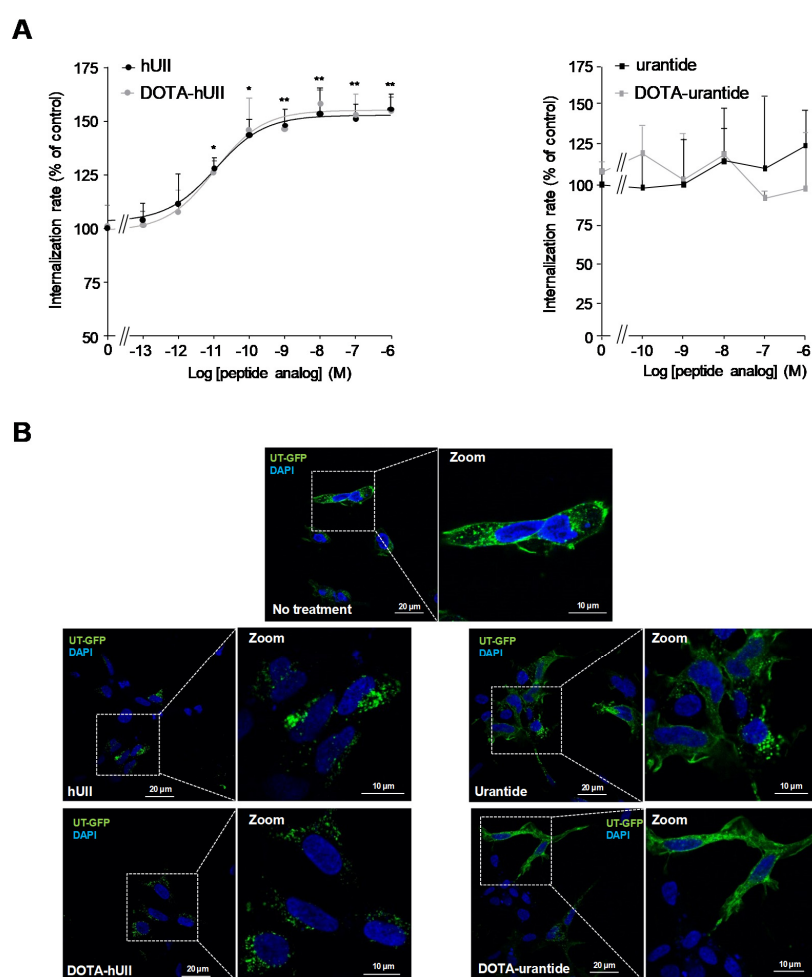 A
hUII
DOTA-hUII
175
150
125
100
75
50
Internalization rate (% of control)
* * ** ** ** **
0 -13 -12 -11 -10 -9 -8 -7 -6
Log [peptide analog] (M)
urantide
DOTA-urantide
175
150
125
100
75
50
25
0
Internalization rate (% of control)
0 -10 -9 -8 -7 -6
Log [peptide analog] (M)
B
UT-GFP
DAPI
No treatment
20 µm
Zoom
10 µm
UT-GFP
DAPI
hUII
20 µm
Zoom
10 µm
UT-GFP
DAPI
Urantide
20 µm
Zoom
10 µm
UT-GFP
DAPI
DOTA-hUII
20 µm
Zoom
10 µm
UT-GFP
DAPI
DOTA-urantide
20 µm
Zoom
10 µm